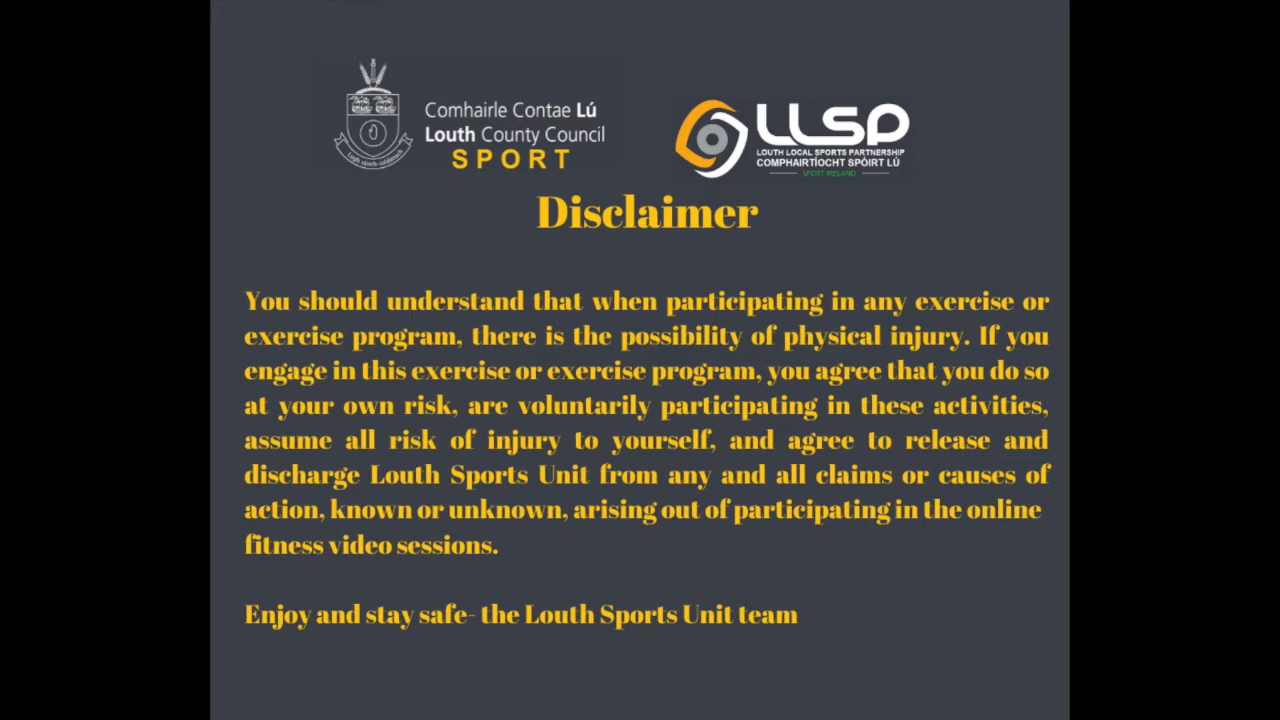 Comhairle Contae Lú
Louth County Council
SPORT
LLSP
LOUTH LOCAL SPORTS PARTNERSHIP
COMPHAIRTÍOCHT SPÓIRT LÚ
SPORT IRELAND
Disclaimer
You should understand that when participating in any exercise or
exercise program, there is the possibility of physical injury. If you
engage in this exercise or exercise program, you agree that you do so
at your own risk, are voluntarily participating in these activities,
assume all risk of injury to yourself, and agree to release and
discharge Louth Sports Unit from any and all claims or causes of
action, known or unknown, arising out of participating in the online
fitness video sessions.
Enjoy and stay safe- the Louth Sports Unit team